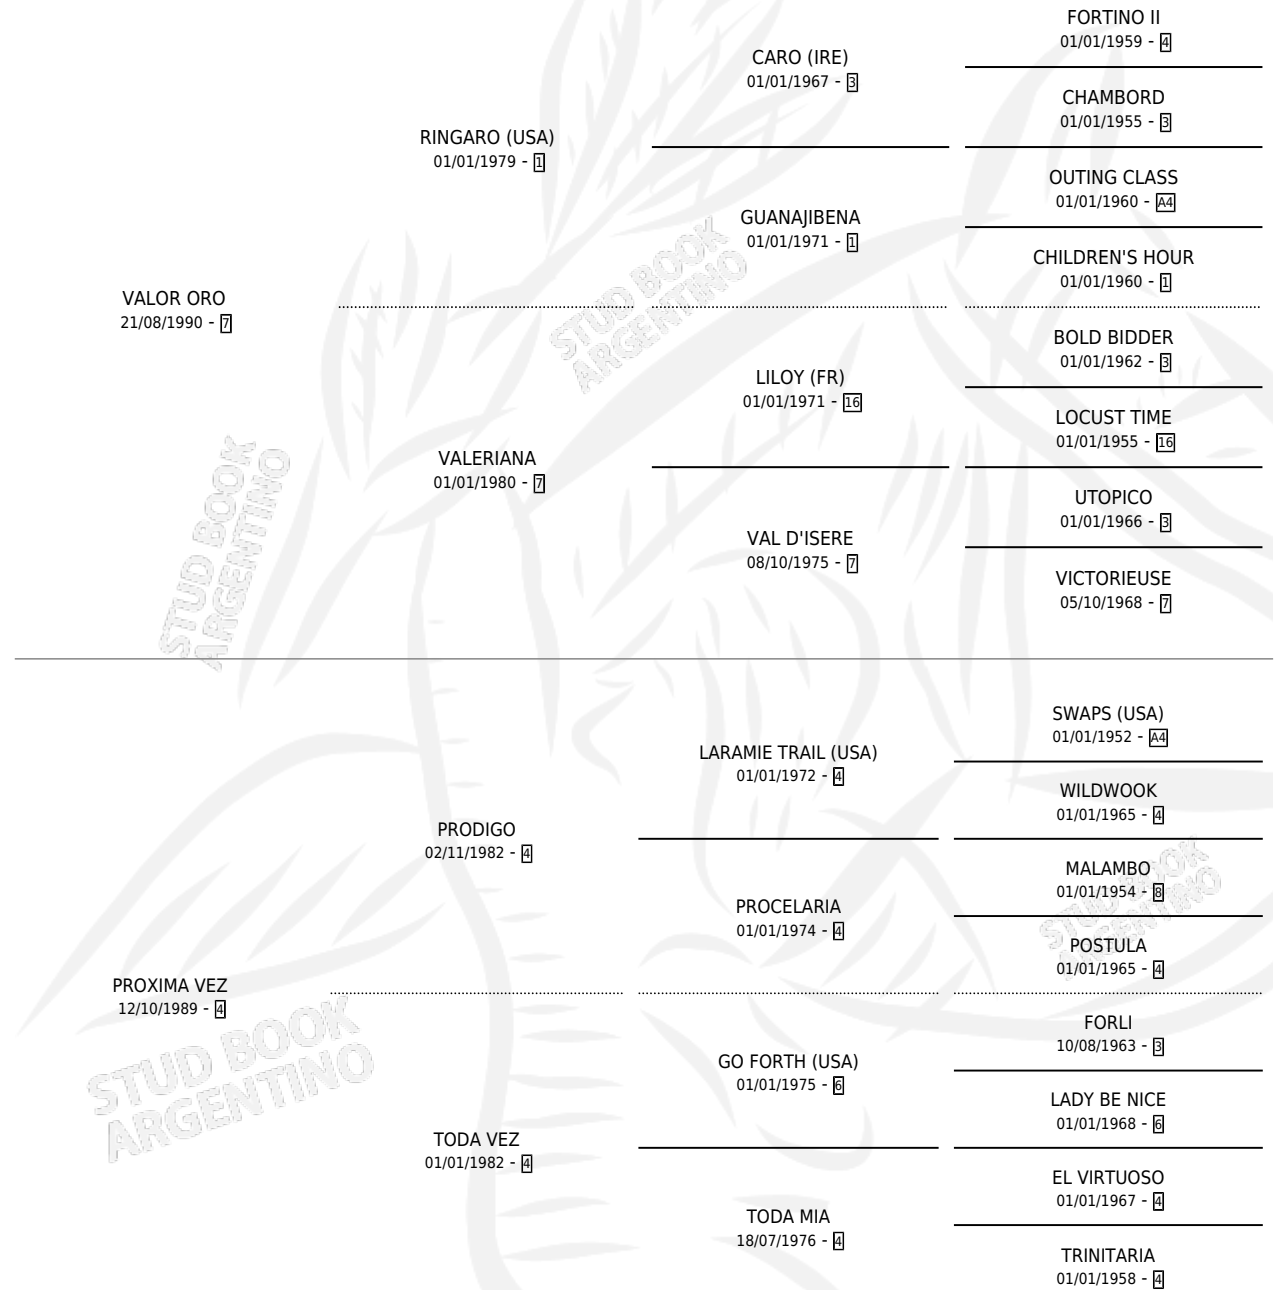 FORTINO II
01/01/1959 - 4
CARO (IRE)
01/01/1967 - 3
CHAMBORD
01/01/1955 - 3
RINGARO (USA)
01/01/1979 - 1
OUTING CLASS
01/01/1960 - A4
GUANAJIBENA
01/01/1971 - 1
CHILDREN'S HOUR
01/01/1960 - 1
VALOR ORO
21/08/1990 - 7
BOLD BIDDER
01/01/1962 - 3
LILOY (FR)
01/01/1971 - 16
LOCUST TIME
01/01/1955 - 16
VALERIANA
01/01/1980 - 7
UTOPICO
01/01/1966 - 3
VAL D'ISERE
08/10/1975 - 7
VICTORIEUSE
05/10/1968 - 7
SWAPS (USA)
01/01/1952 - A4
LARAMIE TRAIL (USA)
01/01/1972 - 4
WILDWOOK
01/01/1965 - 4
PRODIGO
02/11/1982 - 4
MALAMBO
01/01/1954 - 8
PROCELARIA
01/01/1974 - 4
POSTULA
01/01/1965 - 4
PROXIMA VEZ
12/10/1989 - 4
FORLI
10/08/1963 - 3
GO FORTH (USA)
01/01/1975 - 6
LADY BE NICE
01/01/1968 - 6
TODA VEZ
01/01/1982 - 4
EL VIRTUOSO
01/01/1967 - 4
TODA MIA
18/07/1976 - 4
TRINITARIA
01/01/1958 - 4
STUD BOOK
ARGENTINO
STUD BOOK
ARGENTINO
STUD BOOK
ARGENTINO
STUD BOOK
ARGENTINO